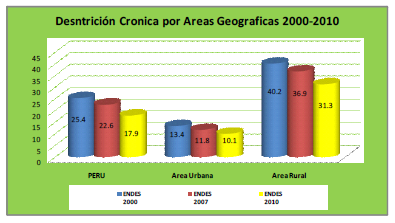 Desntrición Cronica por Areas Geograficas 2000-2010
45
40
35
30
25
20
15
10
5
0
25.4 22.6 17.9 13.4 11.8 10.1 40.2 36.9 31.3
PERU Area Urbana Area Rural
ENDES ENDES ENDES
2000 2007 2010